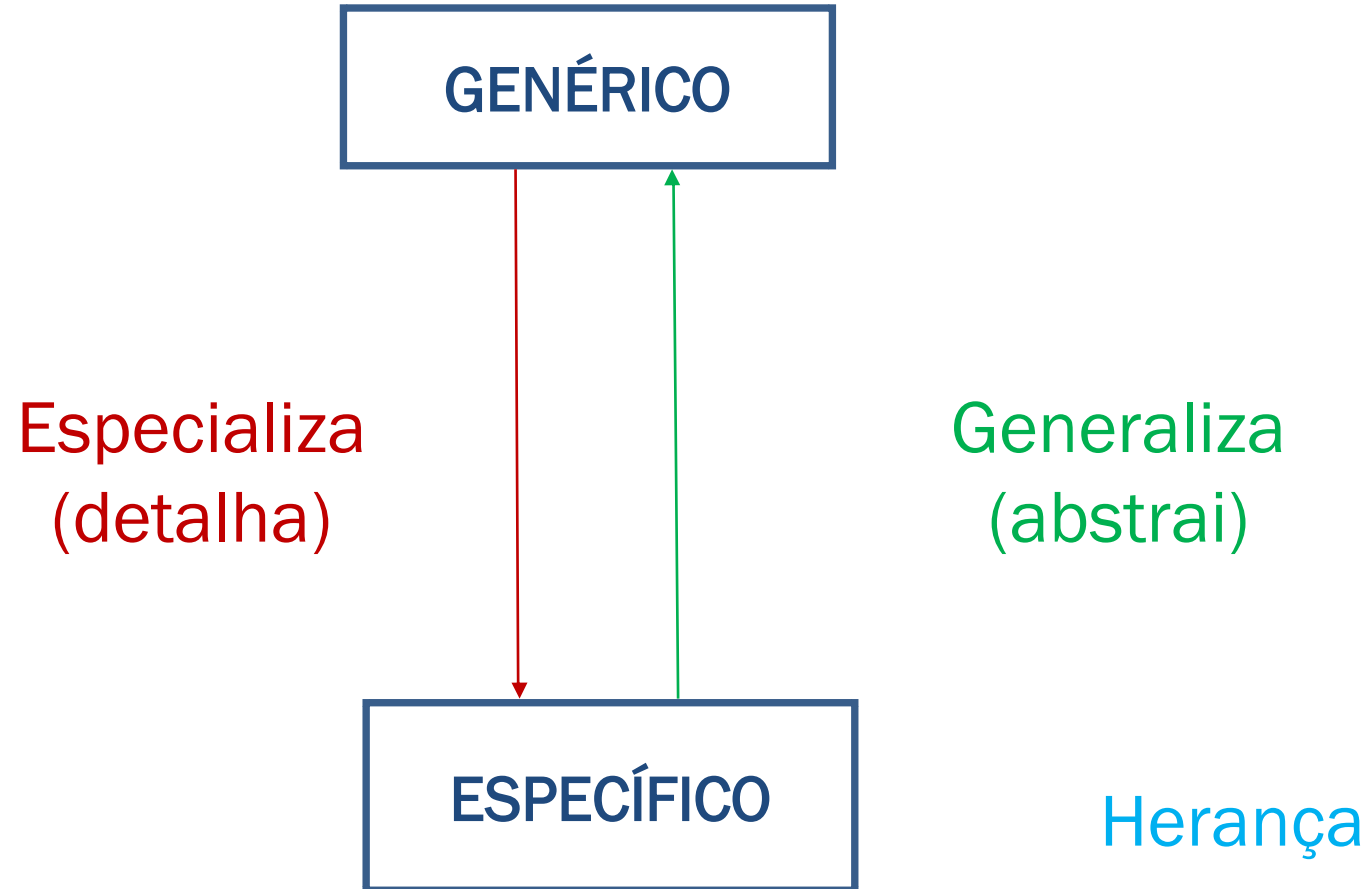 GENÉRICO
Especializa
(detalha)
Generaliza
(abstrai)
ESPECÍFICO
Herança